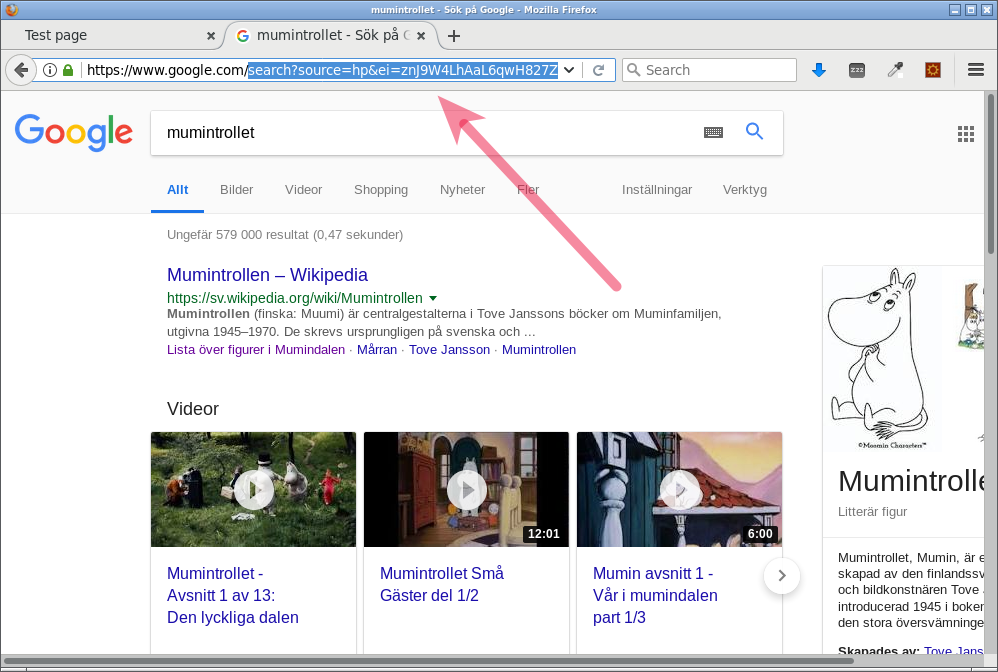 mumintrollet - Sök på Google - Mozilla Firefox
Test page
mumintrollet - Sök på G
https://www.google.com/search?source=hp&ei=znJ9W4LhAaL6qwH827Z
Search
zzz
Google
mumintrollet
Allt Bilder Videor Shopping Nyheter Fler Inställningar Verktyg
Ungefär 579 000 resultat (0,47 sekunder)
Mumintrollen – Wikipedia
https://sv.wikipedia.org/wiki/Mumintrollen
Mumintrollen (finska: Muumi) är centralgestalterna i Tove Janssons böcker om Muminfamiljen,
utgivna 1945–1970. De skrevs ursprungligen på svenska och ...
Lista över figurer i Mumindalen · Mårran · Tove Jansson · Mumintrollen
Videor
12:01
6:00
Mumintrollet -
Avsnitt 1 av 13:
Den lyckliga dalen
Mumintrollet Små
Gäster del 1/2
Mumin avsnitt 1 -
Vår i mumindalen
part 1/3
©Moomin Characters™
Mumintrolle
Litterär figur
Mumintrollet, Mumin, är e
skapad av den finlandssv
och bildkonstnären Tove
introducerad 1945 i boken
den stora översvämninge
Skapades av: Tove Jans